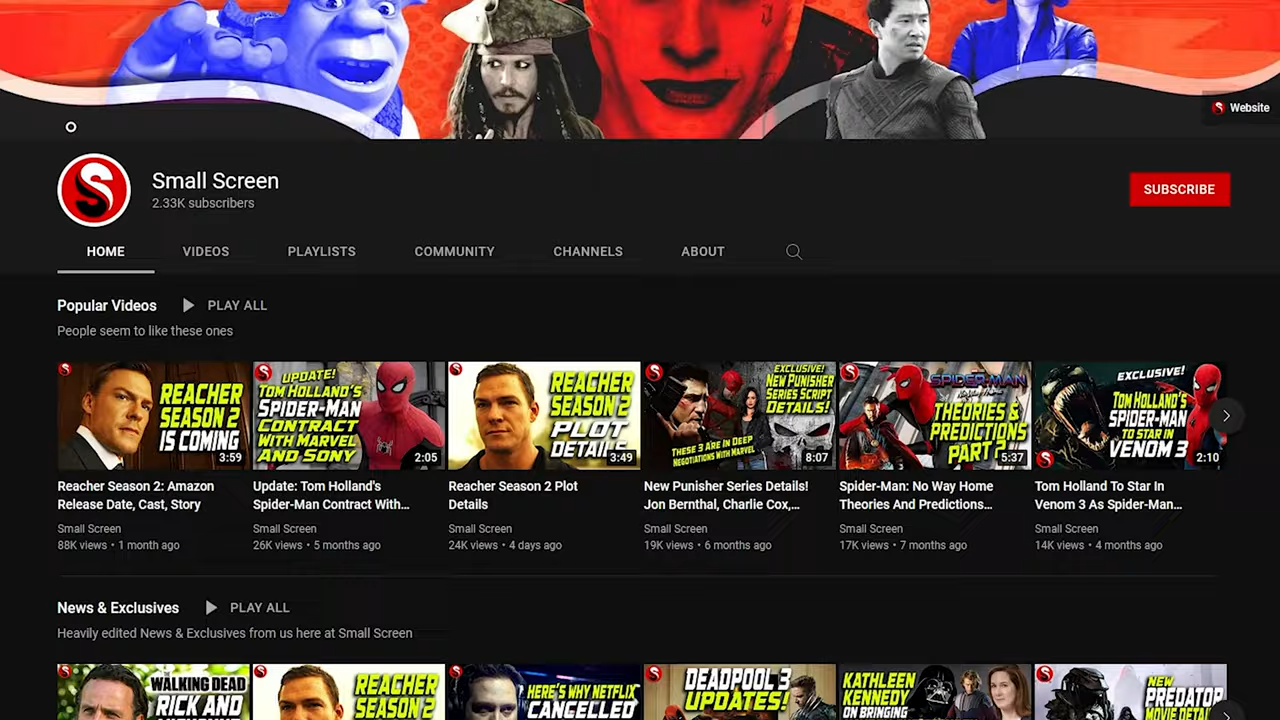 Website
Small Screen
2.33K subscribers
SUBSCRIBE
HOME VIDEOS PLAYLISTS COMMUNITY CHANNELS ABOUT
Popular Videos PLAY ALL
People seem to like these ones
REACHER
SEASON 2
IS COMING
3:59
UPDATE!
TOM HOLLAND'S
SPIDER-MAN
CONTRACT
WITH MARVEL
AND SONY
2:05
REACHER
SEASON 2
PLOT
DETAILS
3:49
EXCLUSIVE!
NEW PUNISHER
SERIES SCRIPT
DETAILS!
THESE 3 ARE IN DEEP
NEGOTIATIONS WITH MARVEL
8:07
SPIDER-MAN
THEORIES &
PREDICTIONS
PART
5:37
EXCLUSIVE!
TOM HOLLAND'S
SPIDER-MAN
TO STAR IN
VENOM 3
2:10
Reacher Season 2: Amazon
Release Date, Cast, Story
Small Screen
88K views • 1 month ago
Update: Tom Holland's
Spider-Man Contract With...
Small Screen
26K views • 5 months ago
Reacher Season 2 Plot
Details
Small Screen
24K views • 4 days ago
New Punisher Series Details!
Jon Bernthal, Charlie Cox,...
Small Screen
19K views • 6 months ago
Spider-Man: No Way Home
Theories And Predictions...
Small Screen
17K views • 7 months ago
Tom Holland To Star In
Venom 3 As Spider-Man...
Small Screen
14K views • 4 months ago
News & Exclusives PLAY ALL
Heavily edited News & Exclusives from us here at Small Screen
WALKING DEAD
RICK AND
REACHER
SEASON 2
HERE'S WHY NETFLIX
CANCELLED
DEADPOOL 3
UPDATES!
KATHLEEN
KENNEDY
ON BRINGING
NEW
PREDATOR
MOVIE DETAILS